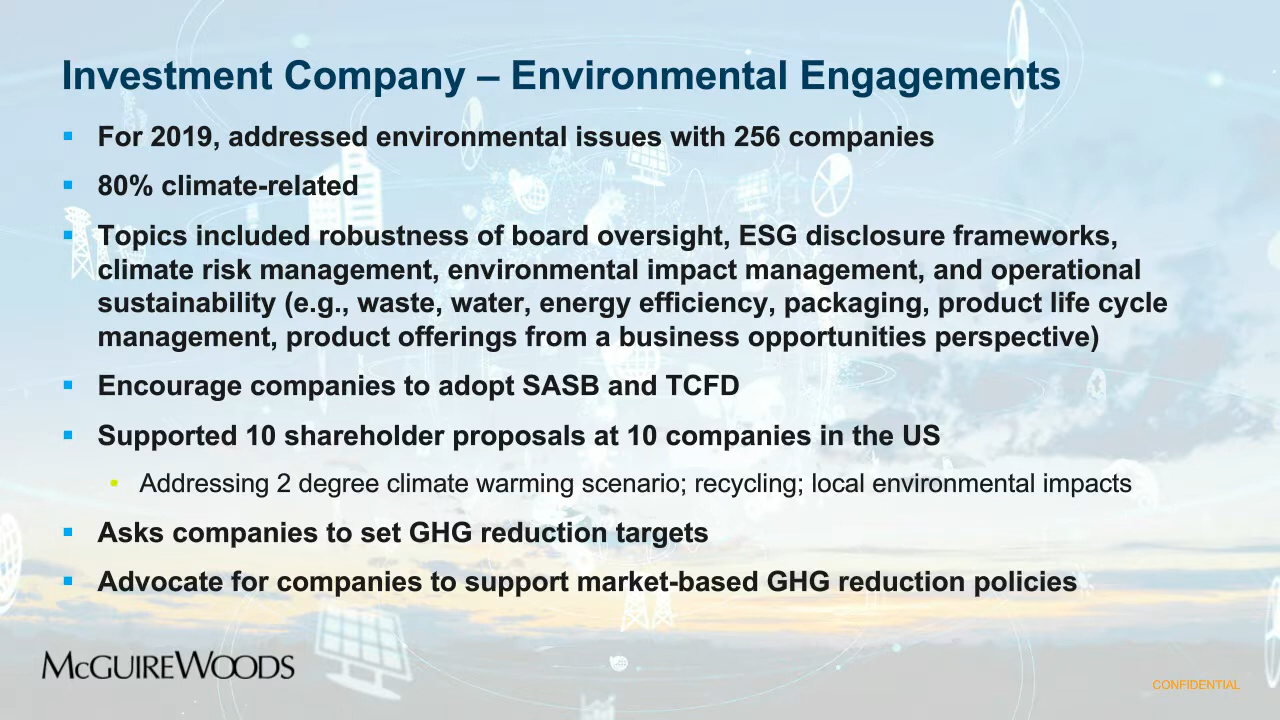 Investment Company – Environmental Engagements
▪ For 2019, addressed environmental issues with 256 companies
▪ 80% climate-related
▪ Topics included robustness of board oversight, ESG disclosure frameworks,
climate risk management, environmental impact management, and operational
sustainability (e.g., waste, water, energy efficiency, packaging, product life cycle
management, product offerings from a business opportunities perspective)
▪ Encourage companies to adopt SASB and TCFD
▪ Supported 10 shareholder proposals at 10 companies in the US
▪ Addressing 2 degree climate warming scenario; recycling; local environmental impacts
▪ Asks companies to set GHG reduction targets
▪ Advocate for companies to support market-based GHG reduction policies
McGuireWoods
CONFIDENTIAL